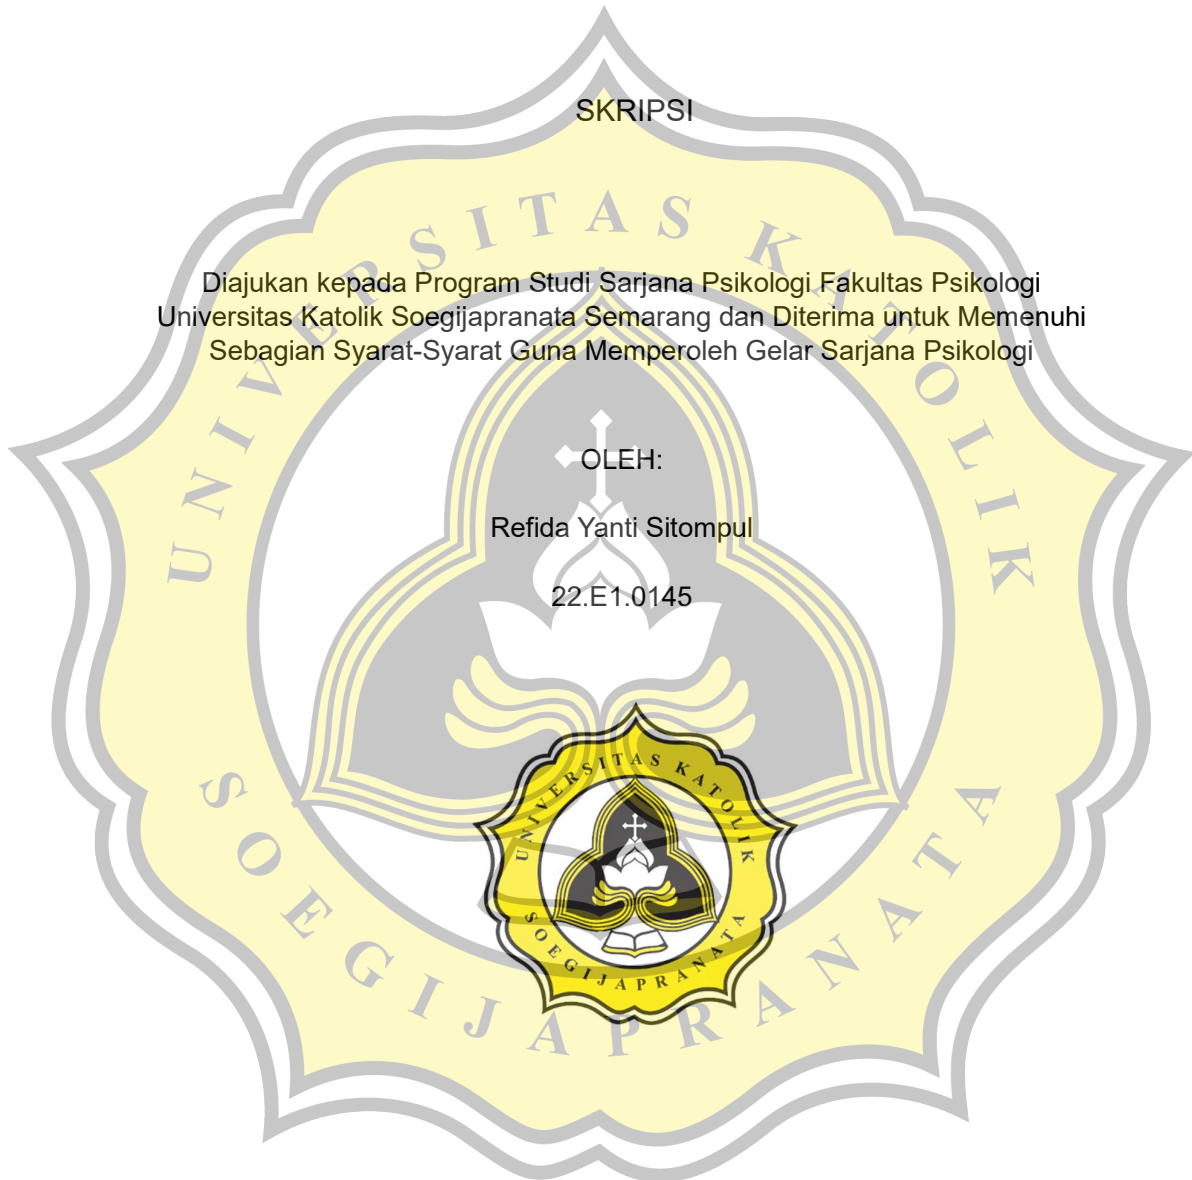 SKRIPSI
Diajukan kepada Program Studi Sarjana Psikologi Fakultas Psikologi
Universitas Katolik Soegijapranata Semarang dan Diterima untuk Memenuhi
Sebagian Syarat-Syarat Guna Memperoleh Gelar Sarjana Psikologi
OLEH:
Refida Yanti Sitompul
22.E1.0145
UNIVERSITAS KATOLIK
SOEGIJAPRANATA
UNIVERSITAS KATOLIK
SOEGIJAPRANATA